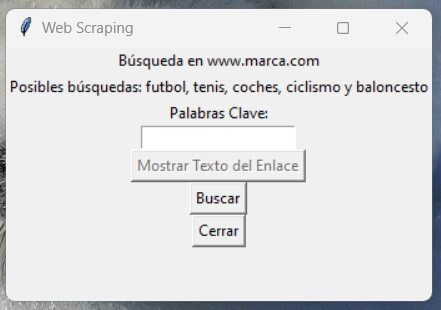 Web Scraping
Búsqueda en www.marca.com
Posibles búsquedas: futbol, tenis, coches, ciclismo y baloncesto
Palabras Clave:
Mostrar Texto del Enlace
Buscar
Cerrar